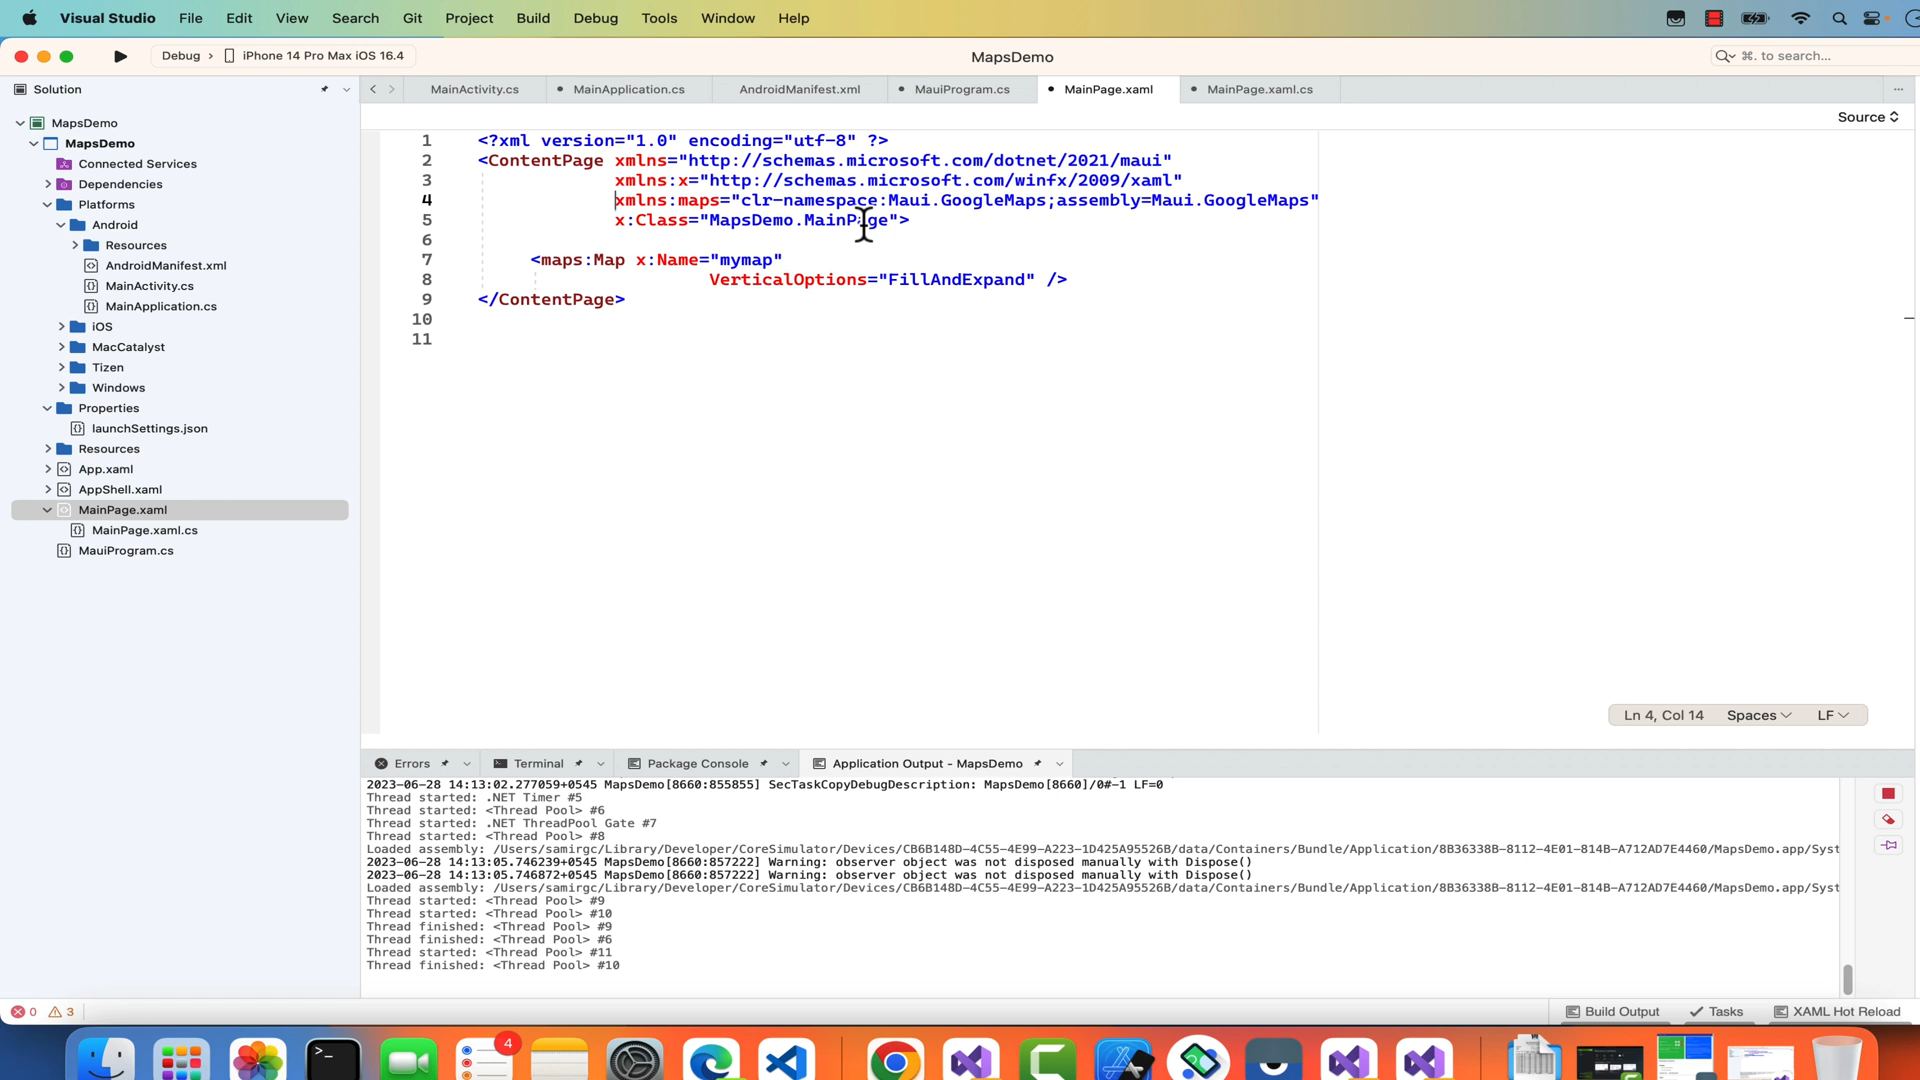 Visual Studio File Edit View Search Git Project Build Debug Tools Window Help
Debug iPhone 14 Pro Max iOS 16.4
MapsDemo
⌘. to search...
Solution
MainActivity.cs
MainApplication.cs
AndroidManifest.xml
MauiProgram.cs
MainPage.xaml
MainPage.xaml.cs
Source
MapsDemo
MapsDemo
Connected Services
Dependencies
Platforms
Android
Resources
AndroidManifest.xml
MainActivity.cs
MainApplication.cs
iOS
MacCatalyst
Tizen
Windows
Properties
launchSettings.json
Resources
App.xaml
AppShell.xaml
MainPage.xaml
MainPage.xaml.cs
MauiProgram.cs
1 <?xml version="1.0" encoding="utf-8" ?>
2 <ContentPage xmlns="http://schemas.microsoft.com/dotnet/2021/maui"
3 xmlns:x="http://schemas.microsoft.com/winfx/2009/xaml"
4 xmlns:maps="clr-namespace:Maui.GoogleMaps;assembly=Maui.GoogleMaps"
5 x:Class="MapsDemo.MainPage">
6
7 <maps:Map x:Name="mymap"
8 VerticalOptions="FillAndExpand" />
9 </ContentPage>
10
11
Ln 4, Col 14 Spaces LF
Errors Terminal Package Console Application Output - MapsDemo
2023-06-28 14:13:02.277059+0545 MapsDemo[8660:855855] SecTaskCopyDebugDescription: MapsDemo[8660]/0#-1 LF=0
Thread started: .NET Timer #5
Thread started: <Thread Pool> #6
Thread started: .NET ThreadPool Gate #7
Thread started: <Thread Pool> #8
Loaded assembly: /Users/samirgc/Library/Developer/CoreSimulator/Devices/CB6B148D-4C55-4E99-A223-1D425A95526B/data/Containers/Bundle/Application/8B36338B-8112-4E01-814B-A712AD7E4460/MapsDemo.app/Syst
2023-06-28 14:13:05.746239+0545 MapsDemo[8660:857222] Warning: observer object was not disposed manually with Dispose()
2023-06-28 14:13:05.746872+0545 MapsDemo[8660:857222] Warning: observer object was not disposed manually with Dispose()
Loaded assembly: /Users/samirgc/Library/Developer/CoreSimulator/Devices/CB6B148D-4C55-4E99-A223-1D425A95526B/data/Containers/Bundle/Application/8B36338B-8112-4E01-814B-A712AD7E4460/MapsDemo.app/Syst
Thread started: <Thread Pool> #9
Thread started: <Thread Pool> #10
Thread finished: <Thread Pool> #9
Thread finished: <Thread Pool> #6
Thread started: <Thread Pool> #11
Thread finished: <Thread Pool> #10
0 3
Build Output Tasks XAML Hot Reload
4